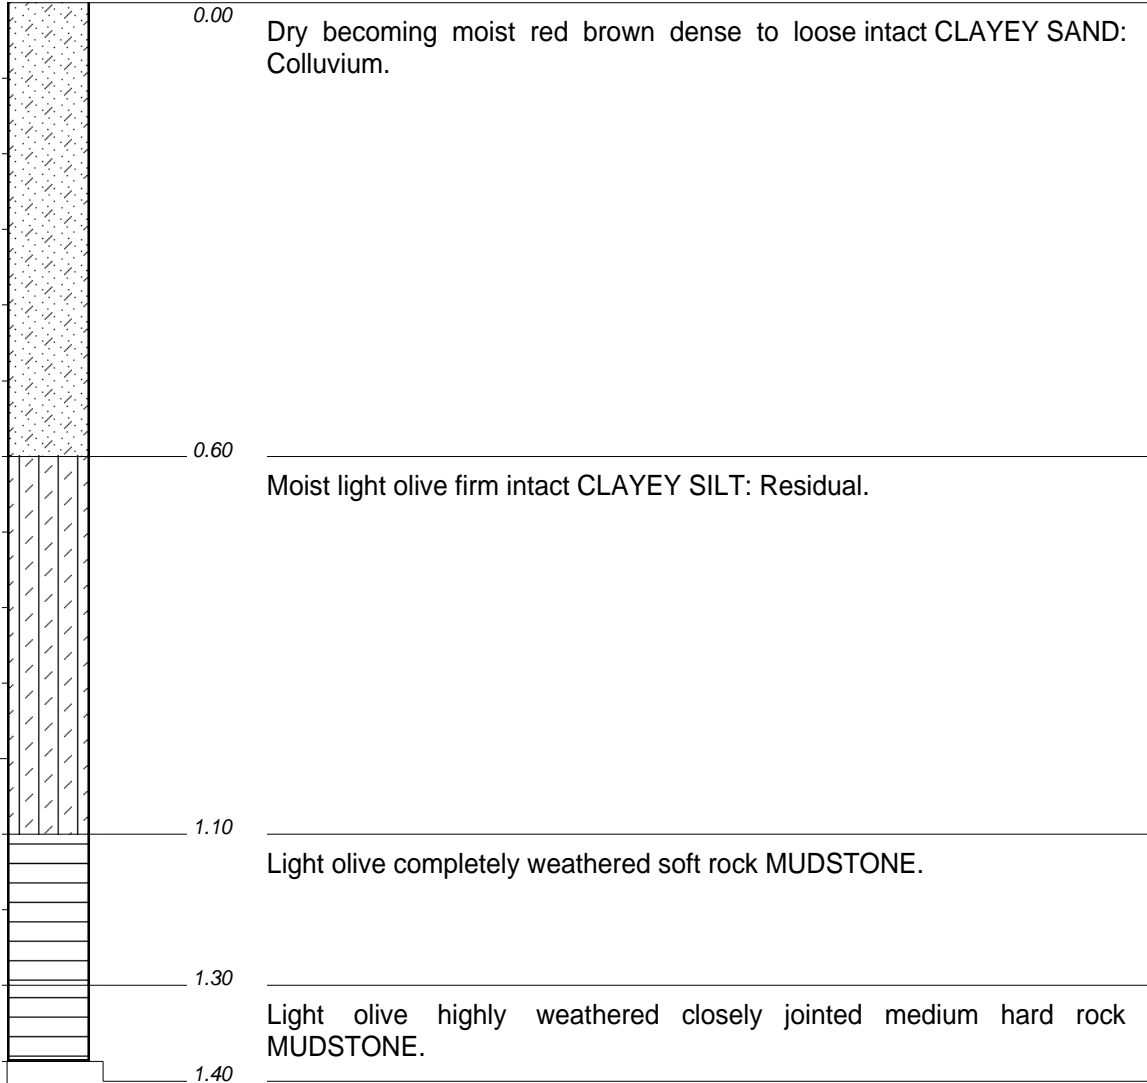 0.00
Dry becoming moist red brown dense to loose intact CLAYEY SAND:
Colluvium.
0.60
Moist light olive firm intact CLAYEY SILT: Residual.
1.10
Light olive completely weathered soft rock MUDSTONE.
1.30
Light olive highly weathered closely jointed medium hard rock
MUDSTONE.
1.40